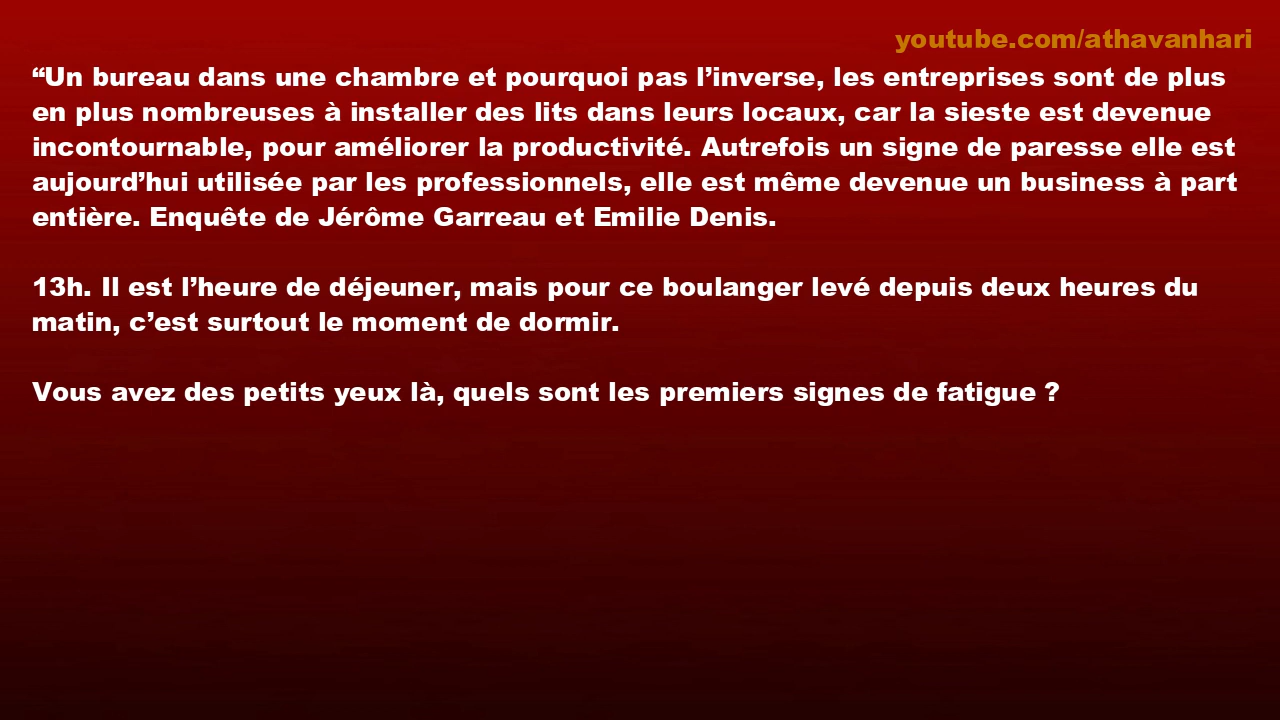 youtube.com/athavanhari
“Un bureau dans une chambre et pourquoi pas l’inverse, les entreprises sont de plus
en plus nombreuses à installer des lits dans leurs locaux, car la sieste est devenue
incontournable, pour améliorer la productivité. Autrefois un signe de paresse elle est
aujourd’hui utilisée par les professionnels, elle est même devenue un business à part
entière. Enquête de Jérôme Garreau et Emilie Denis.
13h. Il est l’heure de déjeuner, mais pour ce boulanger levé depuis deux heures du
matin, c’est surtout le moment de dormir.
Vous avez des petits yeux là, quels sont les premiers signes de fatigue ?